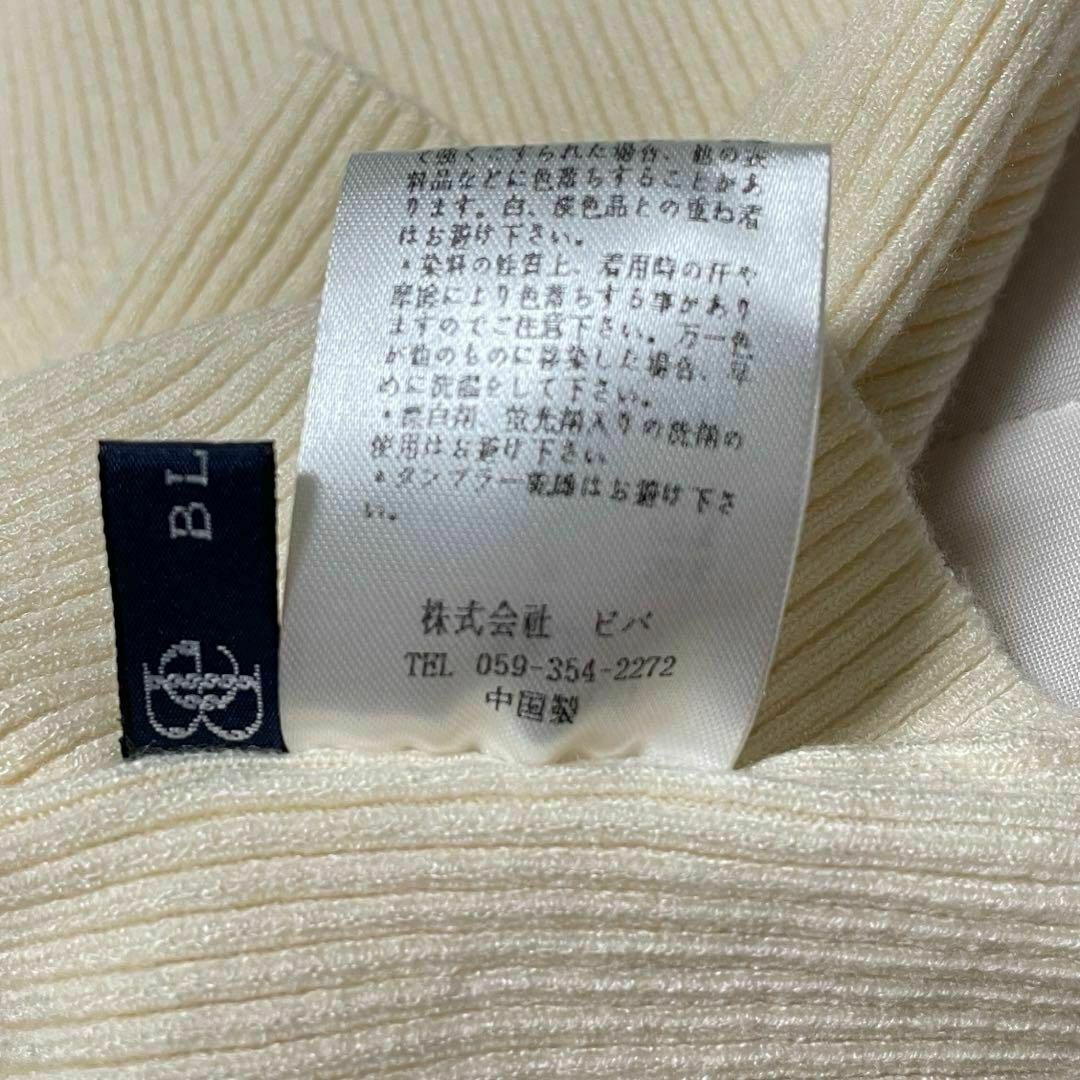 て強くこすられた場合、他の衣
料品などに色落ちすることがあ
ります。白、淡色品との重ね着
はお避け下さい。
*染料の性質上、着用時の汗や
摩擦により色落ちする事があり
ますのでご注意下さい。万一色
が他のものに移染した場合、早
めに洗濯をして下さい。
*漂白剤、蛍光剤入りの洗剤の
使用はお避け下さい
*タンブラー乾燥はお避け下さ
い。
株式会社 ビバ
TEL 059-354-2272
中国製
BL